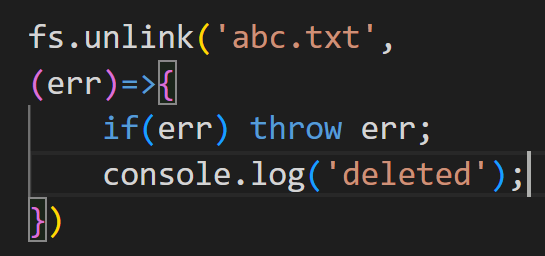 fs.unlink('abc.txt',
(err)=>{
    if(err) throw err;
    console.log('deleted');
})